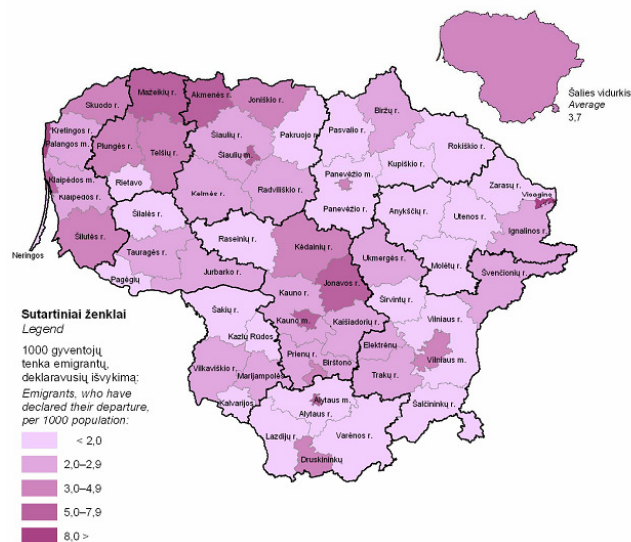 Šalies vidurkis
Average
3,7
Skuodo r.
Mažeikių r.
Akmenės r.
Joniškio r.
Kretingos r.
Palangos m.
Plungės r.
Telšių r.
Šiaulių r.
Šiaulių m.
Pakruojo r.
Pasvalio r.
Biržų r.
Rokiškio r.
Kupiškio r.
Panevėžio m.
Panevėžio r.
Klaipėdos m.
Klaipėdos r.
Rietavo
Kelmės r.
Radviliškio r.
Zarasų r.
Visagino
Anykščių r.
Utenos r.
Ignalinos r.
Šilutės r.
Šilalės r.
Neringos
Tauragės r.
Raseinių r.
Kėdainių r.
Ukmergės r.
Molėtų r.
Švenčionių r.
Pagėgių
Jurbarko r.
Jonavos r.
Kauno r.
Kauno m.
Širvintų r.
Šakių r.
Kaišiadorių r.
Vilniaus r.
Kazlų Rūdos
Elektrėnų
Vilniaus m.
Vilkaviškio r.
Marijampolės
Prienų r.
Birštono
Trakų r.
Kalvarijos
Alytaus m.
Alytaus r.
Šalčininkų r.
Lazdijų r.
Varėnos r.
Druskininkų
Sutartiniai ženklai
Legend
1000 gyventojų
tenka emigrantų,
deklaravusių išvykimą:
Emigrants, who have
declared their departure,
per 1000 population:
< 2,0
2,0–2,9
3,0–4,9
5,0–7,9
8,0 >